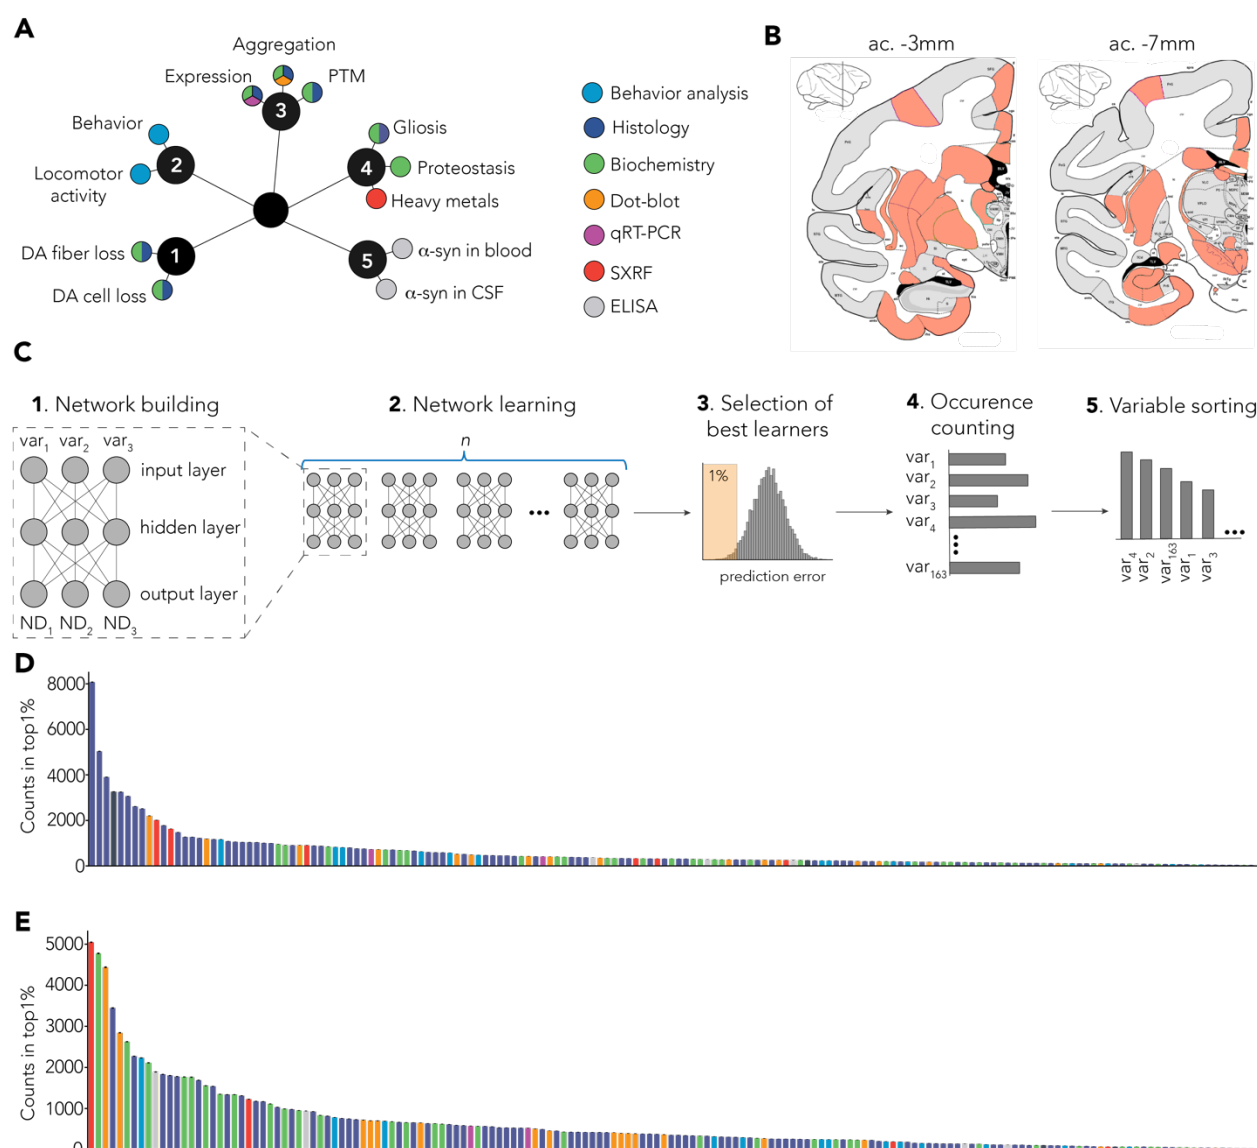 A
Aggregation
Expression
PTM
3
Behavior
2
Locomotor
activity
Gliosis
4
Proteostasis
Heavy metals
DA fiber loss
1
DA cell loss
5
α-syn in blood
α-syn in CSF
Behavior analysis
Histology
Biochemistry
Dot-blot
qRT-PCR
SXRF
ELISA
B
ac. -3mm
ac. -7mm
C
1. Network building
var1 var2 var3
input layer
hidden layer
output layer
ND1 ND2 ND3
2. Network learning
n
3. Selection of
best learners
1%
prediction error
4. Occurence
counting
var1
var2
var3
var4
var163
5. Variable sorting
var4 var2 var163 var1 var3
D
Counts in top1%
8000
6000
4000
2000
0
E
Counts in top1%
5000
4000
3000
2000
1000
0